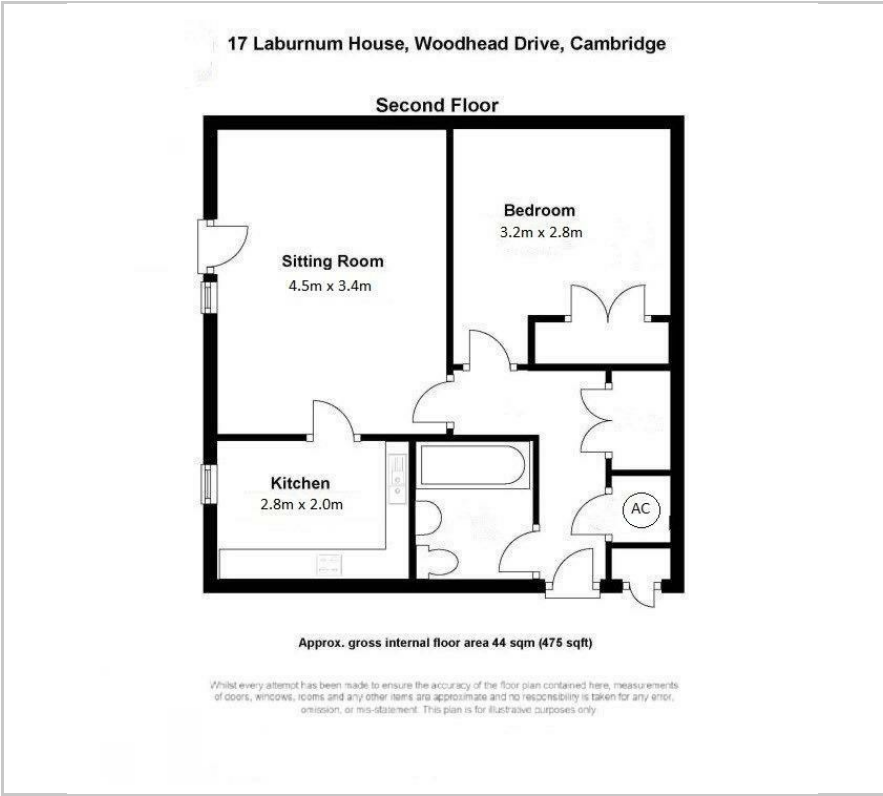 17 Laburnum House, Woodhead Drive, Cambridge
Second Floor
Bedroom
3.2m x 2.8m
Sitting Room
4.5m x 3.4m
Kitchen
2.8m x 2.0m
AC
Approx. gross internal floor area 44 sqm (475 sqft)
Whilst every attempt has been made to ensure the accuracy of the floor plan contained here, measurements
of doors, windows, rooms and any other items are approximate and no responsibility is taken for any error,
omission, or mis-statement. This plan is for illustrative purposes only.